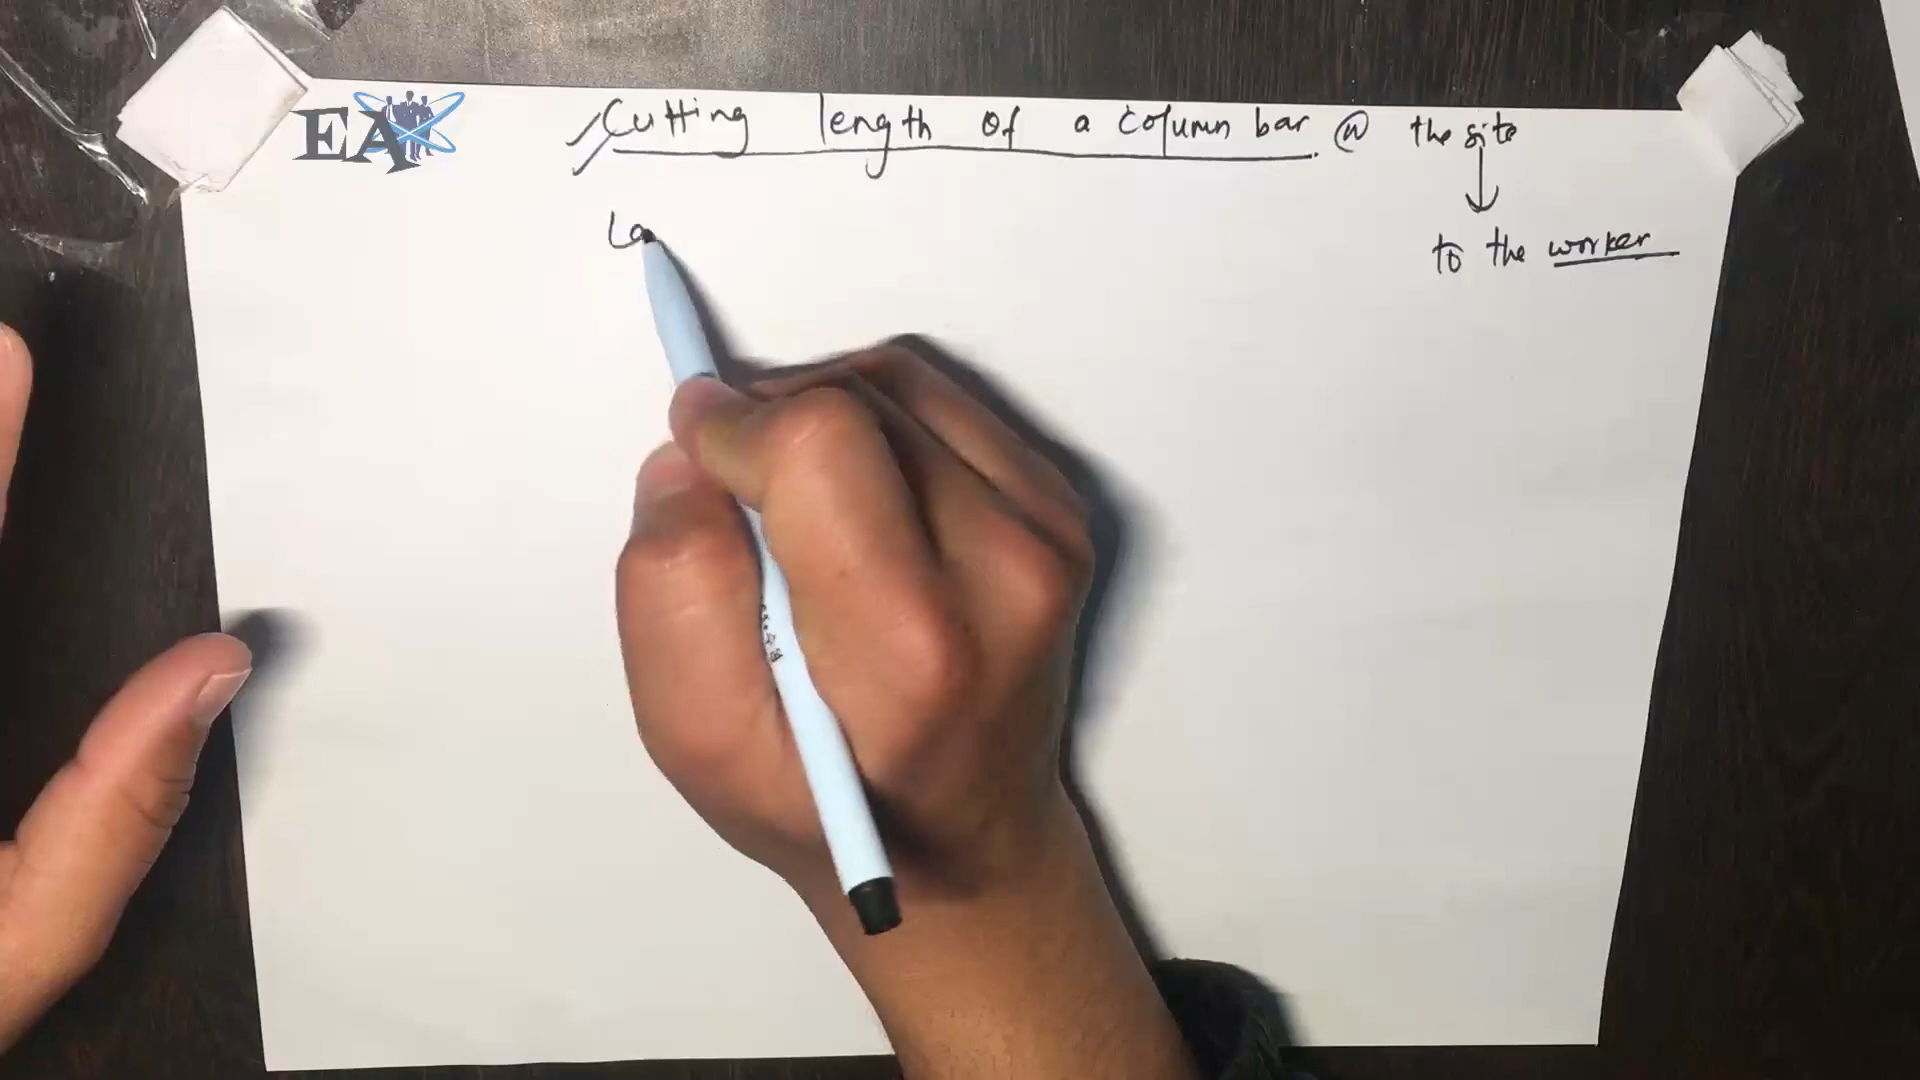 EA
Cutting length of a column bar @ the site
to the worker
La